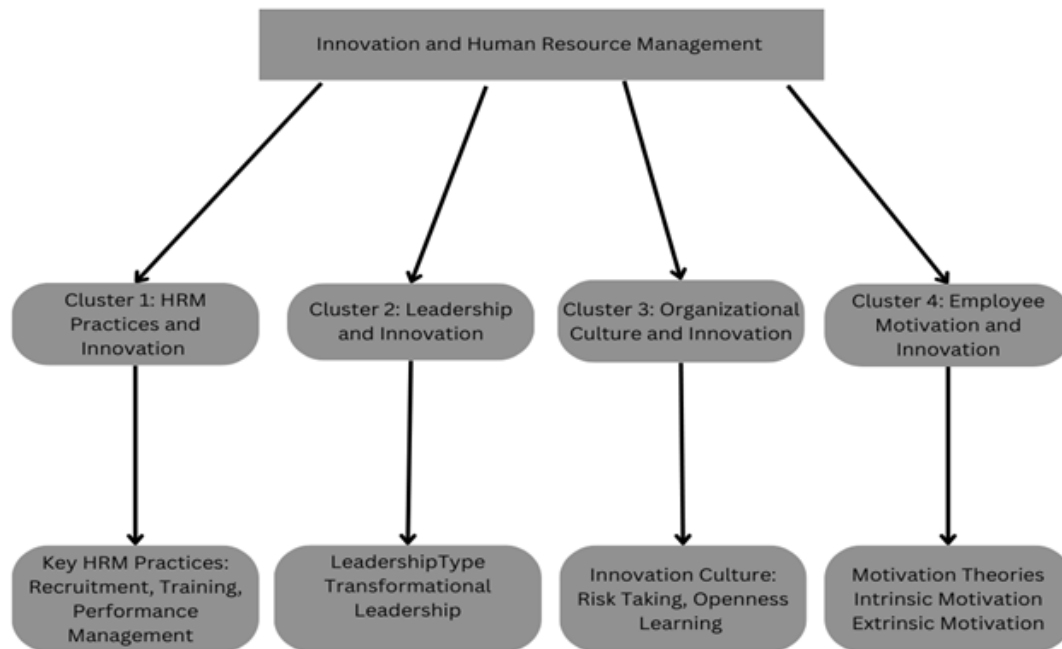 Innovation and Human Resource Management
Cluster 1: HRM
Practices and
Innovation
Cluster 2: Leadership
and Innovation
Cluster 3: Organizational
Culture and Innovation
Cluster 4: Employee
Motivation and
Innovation
Key HRM Practices:
Recruitment, Training,
Performance
Management
LeadershipType
Transformational
Leadership
Innovation Culture:
Risk Taking, Openness
Learning
Motivation Theories
Intrinsic Motivation
Extrinsic Motivation